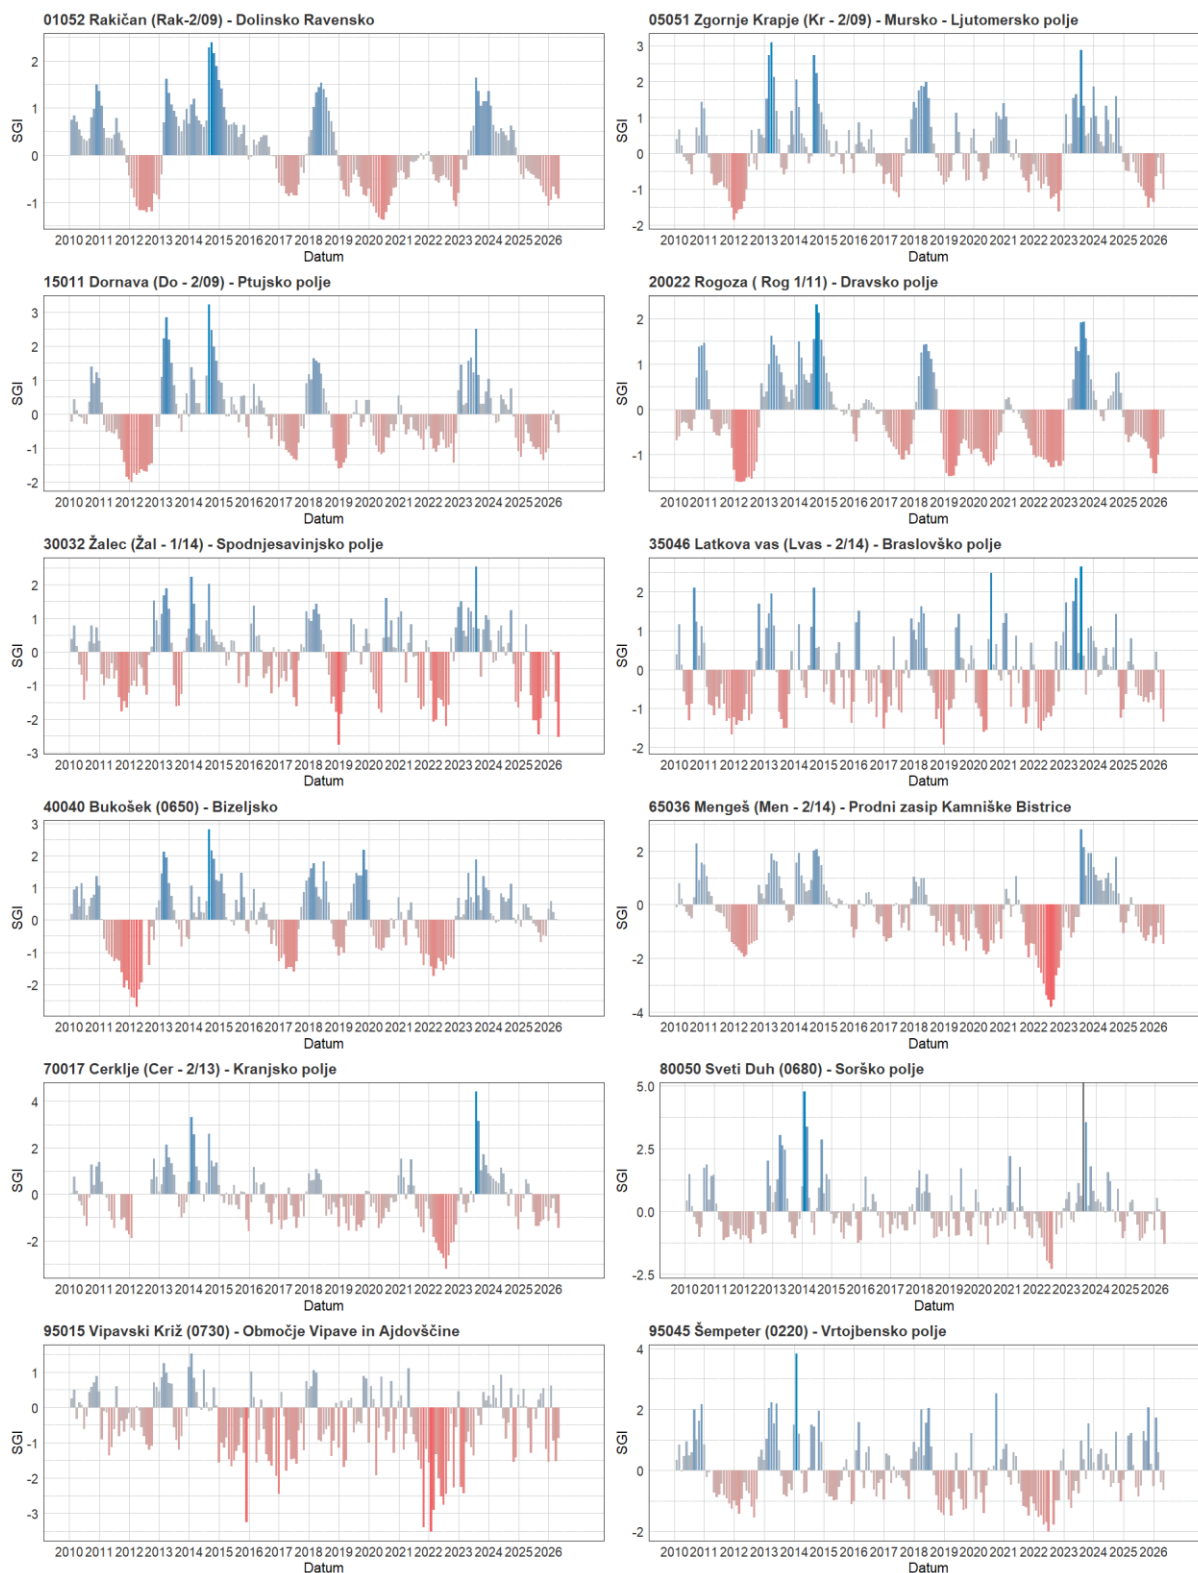 01052 Rakičan (Rak-2/09) - Dolinsko Ravensko
SGI
2
1
0
-1
2010 2011 2012 2013 2014 2015 2016 2017 2018 2019 2020 2021 2022 2023 2024 2025 2026
Datum
05051 Zgornje Krapje (Kr - 2/09) - Mursko - Ljutomersko polje
SGI
3
2
1
0
-1
-2
2010 2011 2012 2013 2014 2015 2016 2017 2018 2019 2020 2021 2022 2023 2024 2025 2026
Datum
15011 Dornava (Do - 2/09) - Ptujsko polje
SGI
3
2
1
0
-1
-2
2010 2011 2012 2013 2014 2015 2016 2017 2018 2019 2020 2021 2022 2023 2024 2025 2026
Datum
20022 Rogoza ( Rog 1/11) - Dravsko polje
SGI
2
1
0
-1
2010 2011 2012 2013 2014 2015 2016 2017 2018 2019 2020 2021 2022 2023 2024 2025 2026
Datum
30032 Žalec (Žal - 1/14) - Spodnjesavinjsko polje
SGI
2
1
0
-1
-2
-3
2010 2011 2012 2013 2014 2015 2016 2017 2018 2019 2020 2021 2022 2023 2024 2025 2026
Datum
35046 Latkova vas (Lvas - 2/14) - Braslovško polje
SGI
2
1
0
-1
-2
2010 2011 2012 2013 2014 2015 2016 2017 2018 2019 2020 2021 2022 2023 2024 2025 2026
Datum
40040 Bukošek (0650) - Bizeljsko
SGI
3
2
1
0
-1
-2
2010 2011 2012 2013 2014 2015 2016 2017 2018 2019 2020 2021 2022 2023 2024 2025 2026
Datum
65036 Mengeš (Men - 2/14) - Prodni zasip Kamniške Bistrice
SGI
2
0
-2
-4
2010 2011 2012 2013 2014 2015 2016 2017 2018 2019 2020 2021 2022 2023 2024 2025 2026
Datum
70017 Cerklje (Cer - 2/13) - Kranjsko polje
SGI
4
2
0
-2
2010 2011 2012 2013 2014 2015 2016 2017 2018 2019 2020 2021 2022 2023 2024 2025 2026
Datum
80050 Sveti Duh (0680) - Sorško polje
SGI
5.0
2.5
0.0
-2.5
2010 2011 2012 2013 2014 2015 2016 2017 2018 2019 2020 2021 2022 2023 2024 2025 2026
Datum
95015 Vipavski Križ (0730) - Območje Vipave in Ajdovščine
SGI
1
0
-1
-2
-3
2010 2011 2012 2013 2014 2015 2016 2017 2018 2019 2020 2021 2022 2023 2024 2025 2026
Datum
95045 Šempeter (0220) - Vrtojbensko polje
SGI
4
2
0
-2
2010 2011 2012 2013 2014 2015 2016 2017 2018 2019 2020 2021 2022 2023 2024 2025 2026
Datum